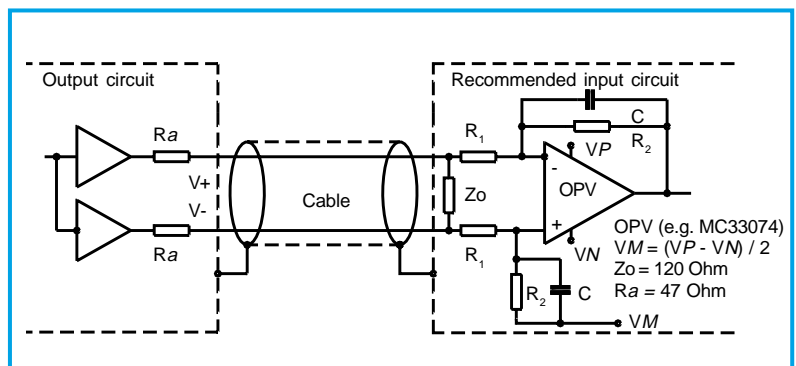 Output circuit
Recommended input circuit
Ra
V+
V-
Ra
Cable
Zo
R1
R1
C
R2
VP
-
OPV
+
VN
R2
C
VM
OPV (e.g. MC33074)
VM = (VP - VN) / 2
Zo = 120 Ohm
Ra = 47 Ohm